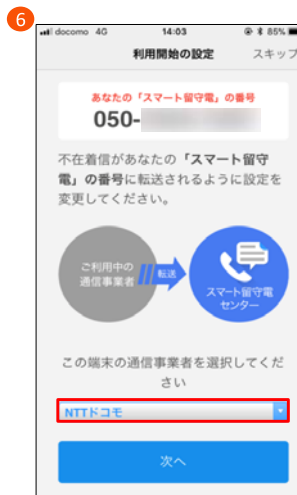 6
docomo 4G 14:03 85%
利用開始の設定 スキップ
あなたの「スマート留守電」の番号
050-
不在着信があなたの「スマート留守
電」の番号に転送されるように設定を
変更してください。
ご利用中の
通信事業者
転送
スマート留守電
センター
この端末の通信事業者を選択してくだ
さい
NTTドコモ
次へ